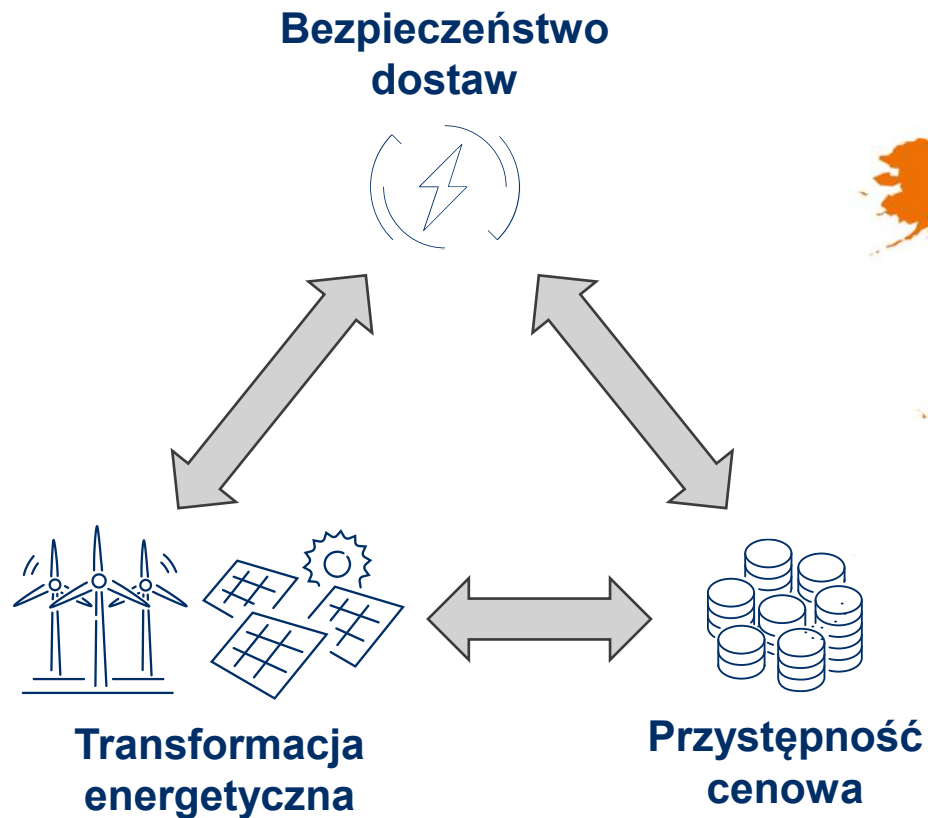 Bezpieczeństwo
dostaw
Transformacja
energetyczna
Przystępność
cenowa